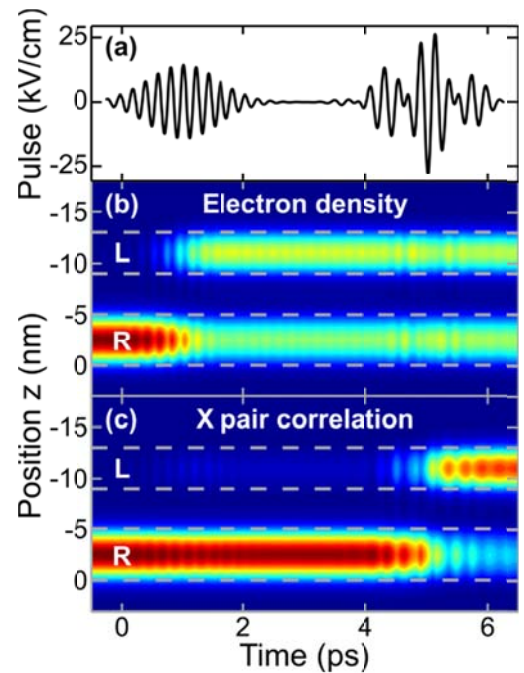 (a)
Pulse (kV/cm)
25
0
-25
(b) Electron density
-15
L
-10
-5
R
0
Position z (nm)
(c) X pair correlation
-15
L
-10
-5
R
0
0 2 4 6
Time (ps)